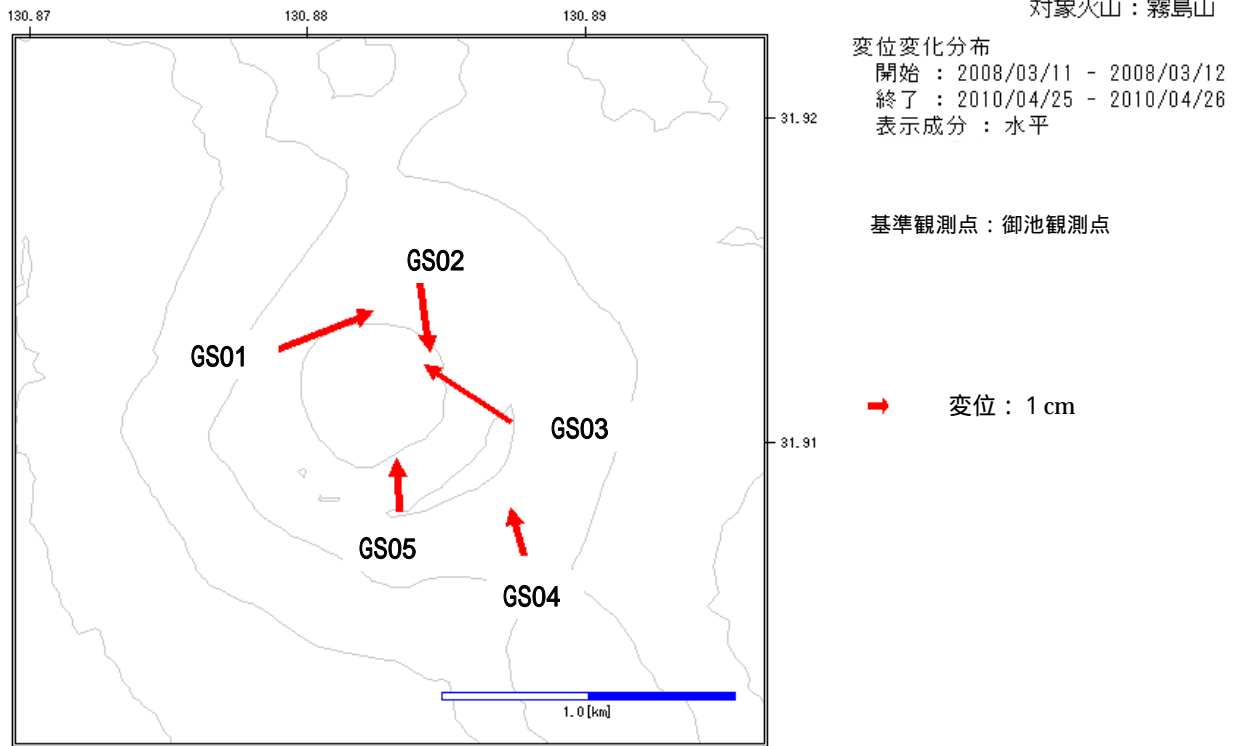 対象火山：霧島山
130.87
130.88
130.89
変位変化分布
開始 : 2008/03/11 - 2008/03/12
終了 : 2010/04/25 - 2010/04/26
表示成分 : 水平
31.92
基準観測点：御池観測点
GS02
GS01
GS03
変位：１cm
31.91
GS05
GS04
1.0[km]